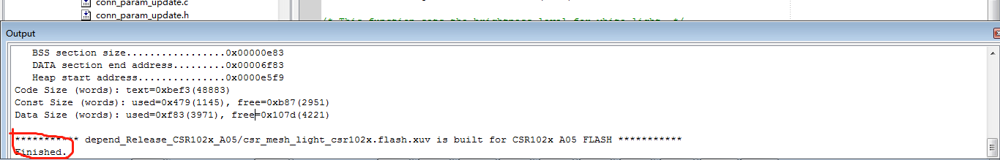 conn_param_update.c
conn_param_update.h
/* This function sets the brightness level for white light. */
Output
BSS section size.................0x00000e83
DATA section end address.........0x00006f83
Heap start address...............0x0000e5f9
Code Size (words): text=0xbef3(48883)
Const Size (words): used=0x479(1145), free=0xb87(2951)
Data Size (words): used=0xf83(3971), free=0x107d(4221)
*********** depend_Release_CSR102x_A05/csr_mesh_light_csr102x.flash.xuv is built for CSR102x A05 FLASH ***********
Finished.